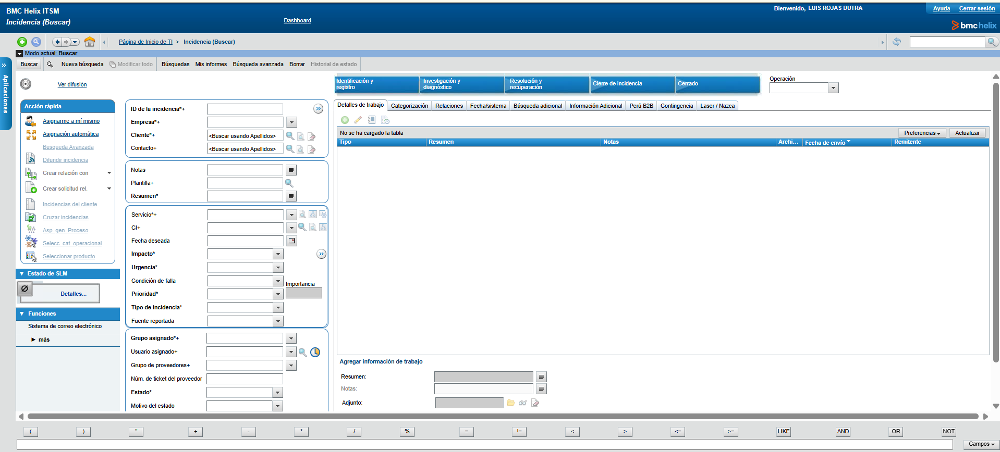 BMC Helix ITSM
Bienvenido, LUIS ROJAS DUTRA
Ayuda
Cerrar sesión
Incidencia (Buscar)
Dashboard
bmchelix
Página de Inicio de TI > Incidencia (Buscar)
Modo actual: Buscar
Buscar
Nueva búsqueda
Modificar todo
Búsquedas
Mis informes
Búsqueda avanzada
Borrar
Historial de estado
Aplicaciones
Ver difusión
Identificación y
registro
Investigación y
diagnóstico
Resolución y
recuperación
Cierre de incidencia
Cerrado
Operación
Acción rápida
Asignarme a mí mismo
Asignación automática
Busqueda Avanzada
Difundir incidencia
Crear relación con
Crear solicitud rel.
Incidencias del cliente
Cruzar incidencias
Asp. gen. Proceso
Selecc. cat. operacional
Seleccionar producto
Estado de SLM
Detalles...
Funciones
Sistema de correo electrónico
más
ID de la incidencia*+
Empresa*+
Cliente*+
<Buscar usando Apellidos>
Contacto+
<Buscar usando Apellidos>
Notas
Plantilla+
Resumen*
Servicio*+
CI+
Fecha deseada
Impacto*
Urgencia*
Condición de falla
Importancia
Prioridad*
Tipo de incidencia*
Fuente reportada
Grupo asignado*+
Usuario asignado+
Grupo de proveedores+
Núm. de ticket del proveedor
Estado*
Motivo del estado
Detalles de trabajo
Categorización
Relaciones
Fecha/sistema
Búsqueda adicional
Información Adicional
Perú B2B
Contingencia
Laser / Nazca
No se ha cargado la tabla
Preferencias
Actualizar
Tipo
Resumen
Notas
Archi...
Fecha de envío
Remitente
Agregar información de trabajo
Resumen:
Notas:
Adjunto:
( ) " + - * / % = != < > <= >= LIKE AND OR NOT
Campos